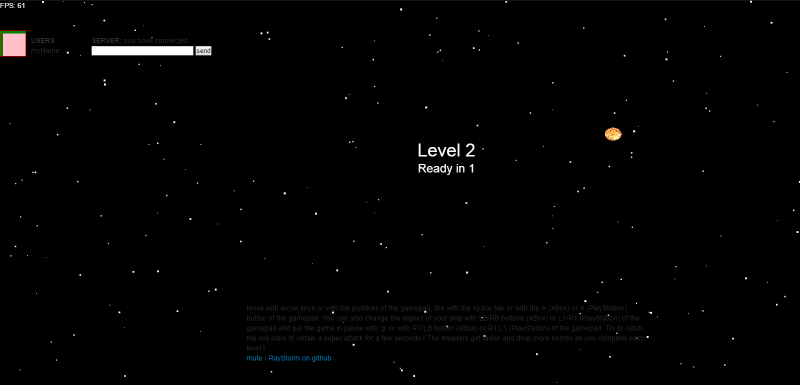 FPS: 61
USERS
myName
SERVER: you have connected
send
Level 2
Ready in 1
Move with arrow keys or with the joysticks of the gamepad, fire with the space bar or with the A (XBox) or X (PlayStation)
button of the gamepad. You can also change the aspect of your ship with LB/RB buttons (XBox) or L1/R1 (PlayStation) of the
gamepad and put the game in pause with 'p' or with RT/LB button (XBox) or R1/L1 (PlayStation) of the gamepad. Try to catch
the red stars to obtain a super attack for a few seconds ! The invaders get faster and drop more bombs as you complete each
level !
mute | RayStorm on github